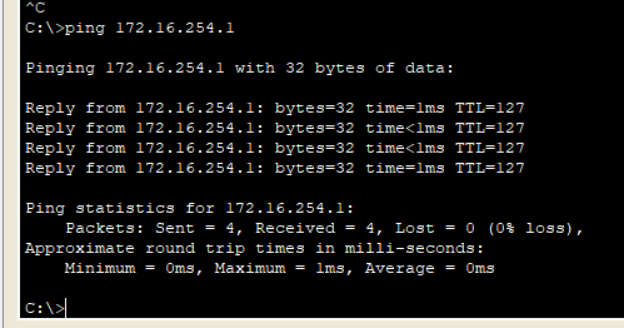 ^C
C:\>ping 172.16.254.1
Pinging 172.16.254.1 with 32 bytes of data:
Reply from 172.16.254.1: bytes=32 time=1ms TTL=127
Reply from 172.16.254.1: bytes=32 time<1ms TTL=127
Reply from 172.16.254.1: bytes=32 time<1ms TTL=127
Reply from 172.16.254.1: bytes=32 time=1ms TTL=127
Ping statistics for 172.16.254.1:
Packets: Sent = 4, Received = 4, Lost = 0 (0% loss),
Approximate round trip times in milli-seconds:
Minimum = 0ms, Maximum = 1ms, Average = 0ms
C:\>